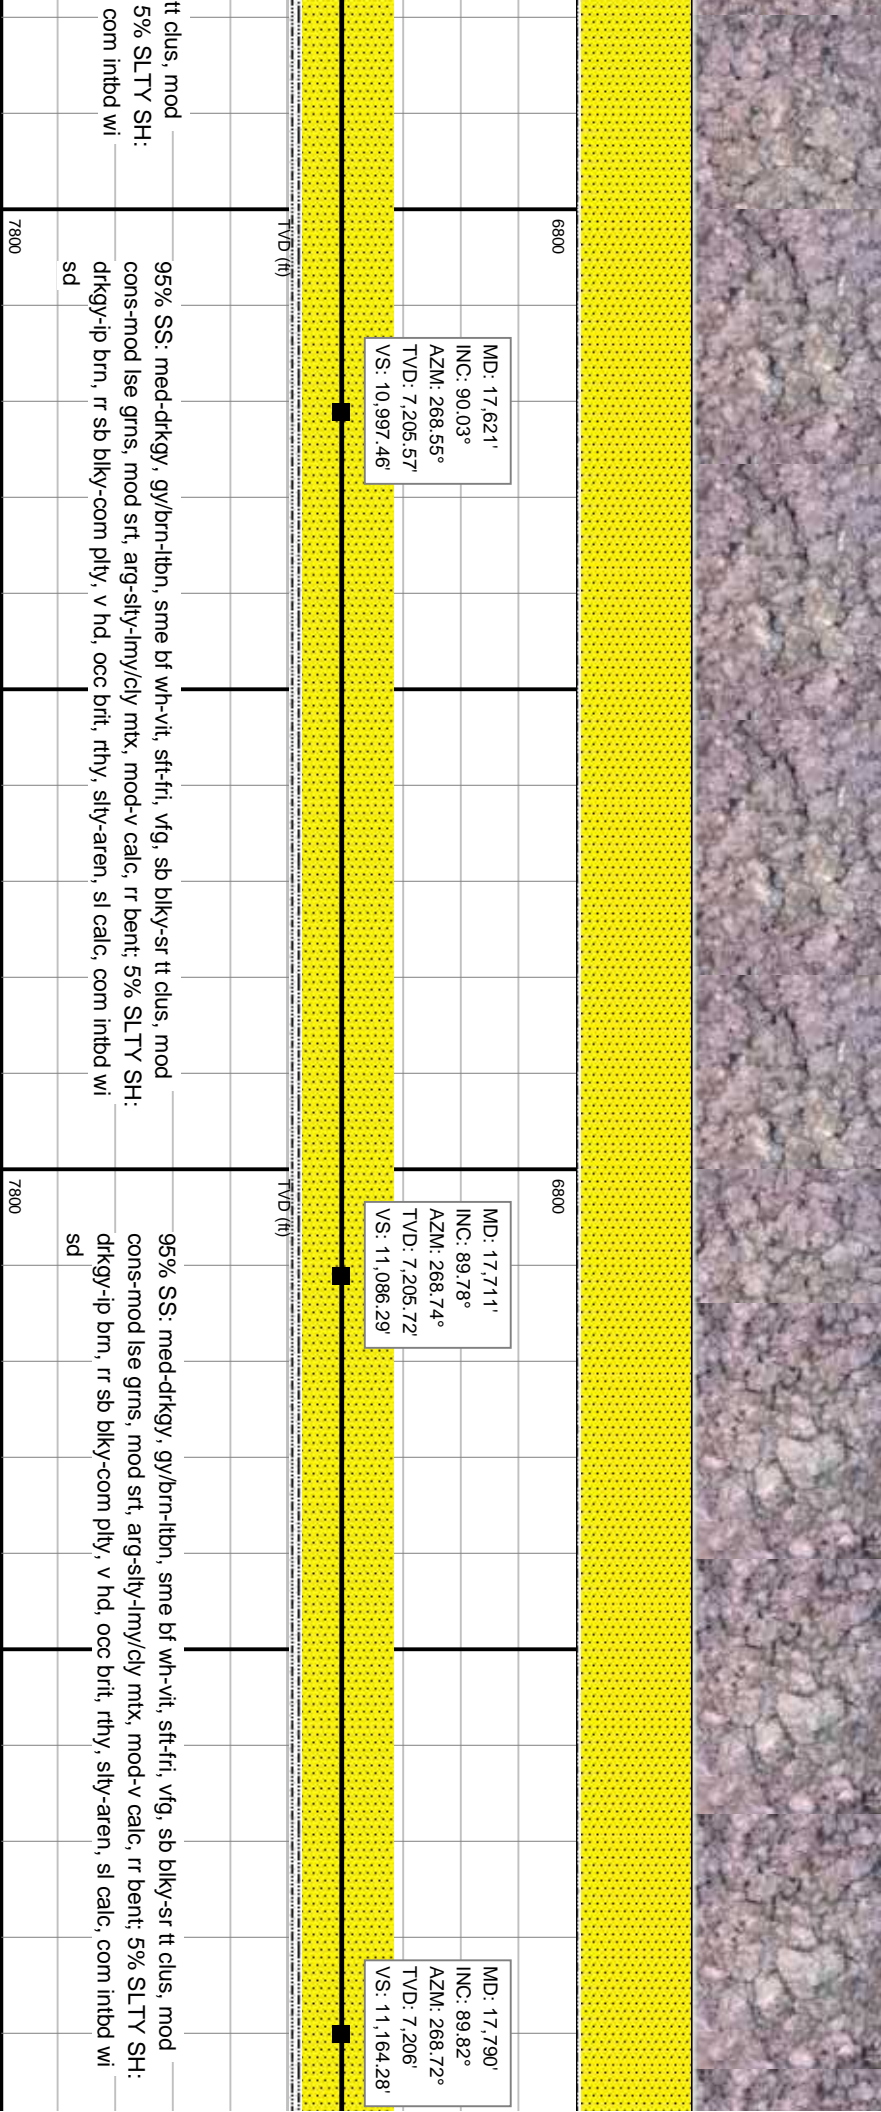 tt clus, mod
5% SLTY SH:
com intbd wi
6800
TVD (ft)
7800
MD: 17,621'
INC: 90.03°
AZM: 268.55°
TVD: 7,205.57'
VS: 10,997.46'
95% SS: med-drkgy, gy/brn-ltbn, sme bf wh-vit, sft-fri, vfg, sb blky-sr tt clus, mod
cons-mod lse grns, mod srt, arg-slty-lmy/cly mtx, mod-v calc, rr bent; 5% SLTY SH:
drkgy-ip brn, rr sb blky-com plty, v hd, occ brit, rthy, slty-aren, sl calc, com intbd wi
sd
6800
TVD (ft)
7800
MD: 17,711'
INC: 89.78°
AZM: 268.74°
TVD: 7,205.72'
VS: 11,086.29'
95% SS: med-drkgy, gy/brn-ltbn, sme bf wh-vit, sft-fri, vfg, sb blky-sr tt clus, mod
cons-mod lse grns, mod srt, arg-slty-lmy/cly mtx, mod-v calc, rr bent; 5% SLTY SH:
drkgy-ip brn, rr sb blky-com plty, v hd, occ brit, rthy, slty-aren, sl calc, com intbd wi
sd
MD: 17,790'
INC: 89.82°
AZM: 268.72°
TVD: 7,206'
VS: 11,164.28'